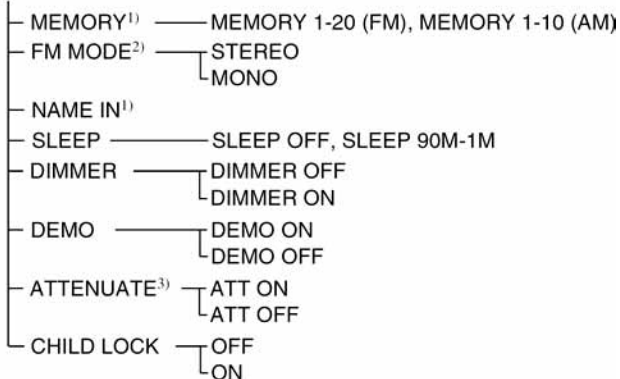 MEMORY1) MEMORY 1-20 (FM), MEMORY 1-10 (AM)
FM MODE2) STEREO
MONO
NAME IN1)
SLEEP SLEEP OFF, SLEEP 90M-1M
DIMMER DIMMER OFF
DIMMER ON
DEMO DEMO ON
DEMO OFF
ATTENUATE3) ATT ON
ATT OFF
CHILD LOCK OFF
ON